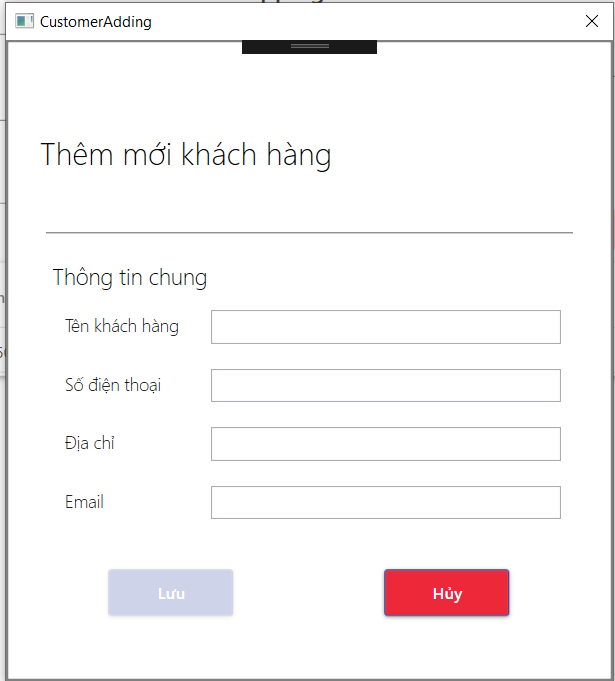 CustomerAdding
Thêm mới khách hàng
Thông tin chung
Tên khách hàng
Số điện thoại
Địa chỉ
Email
Lưu
Hủy